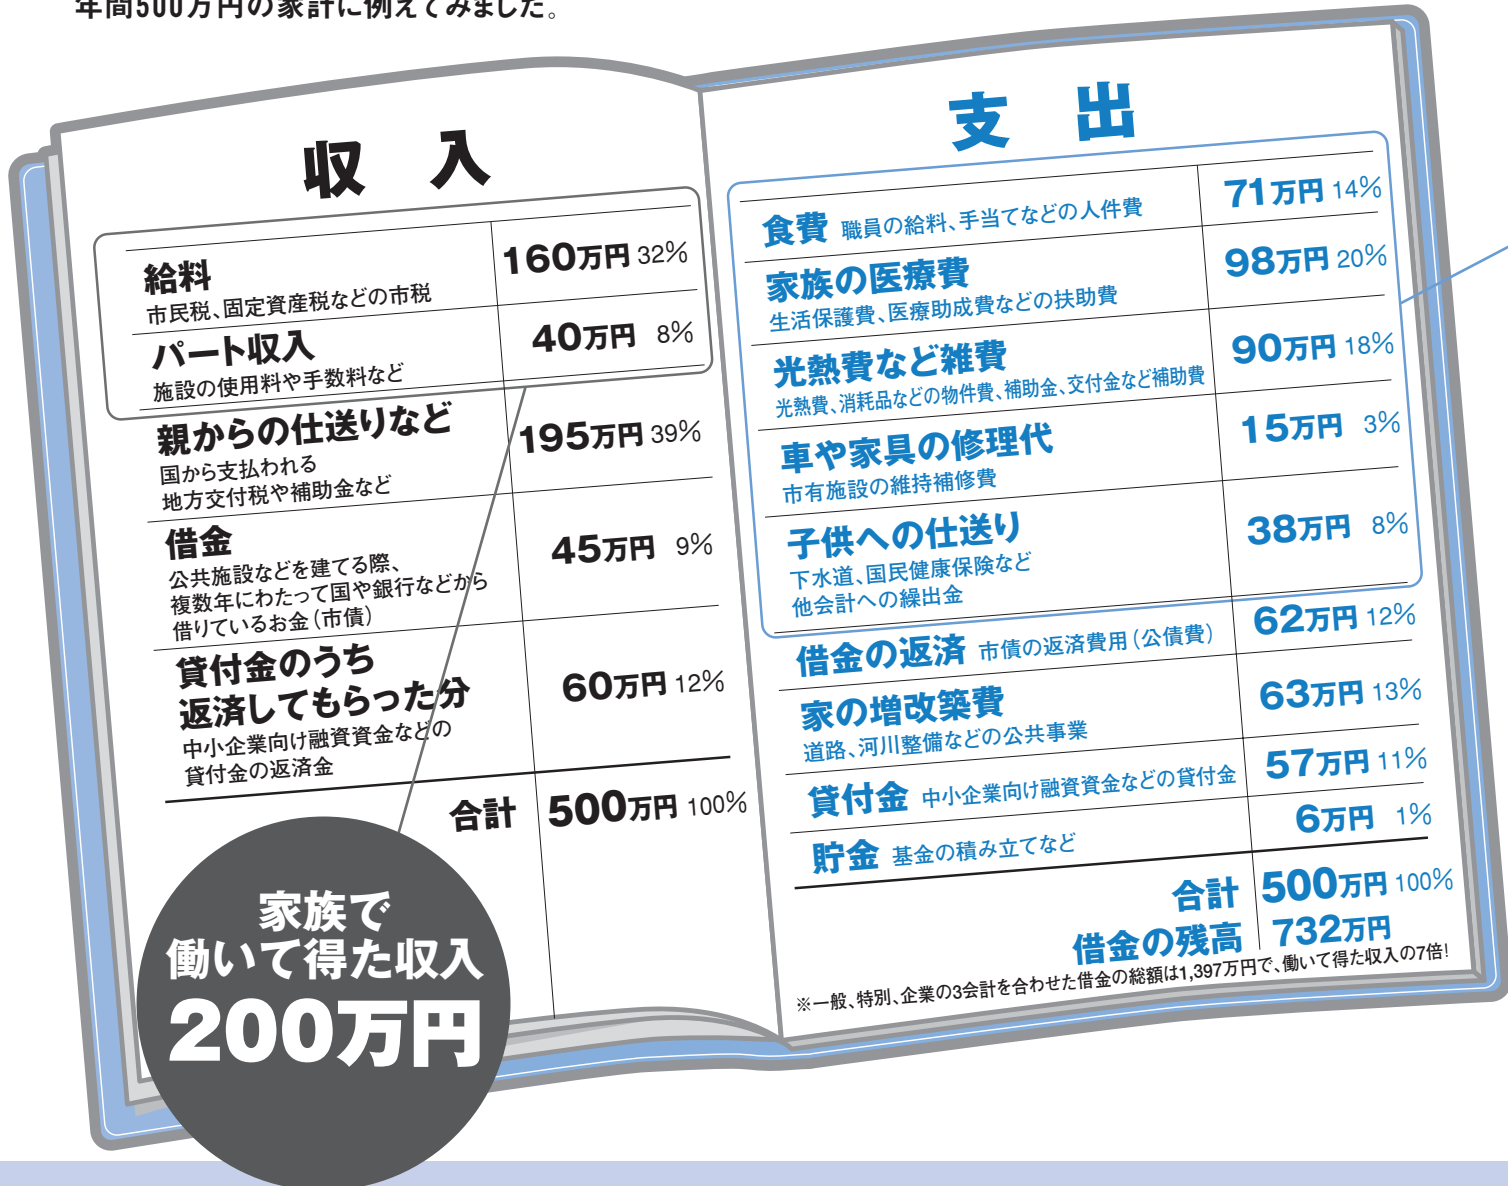 年間500万円の家計に例えてみました。
収 入
給料 160万円 32%
市民税、固定資産税などの市税
パート収入 40万円 8%
施設の使用料や手数料など
親からの仕送りなど 195万円 39%
国から支払われる
地方交付税や補助金など
借金 45万円 9%
公共施設などを建てる際、
複数年にわたって国や銀行などから
借りているお金(市債)
貸付金のうち
返済してもらった分 60万円 12%
中小企業向け融資資金などの
貸付金の返済金
合計 500万円 100%
家族で
働いて得た収入
200万円
支 出
食費 職員の給料、手当てなどの人件費 71万円 14%
家族の医療費 98万円 20%
生活保護費、医療助成費などの扶助費
光熱費など雑費 90万円 18%
光熱費、消耗品などの物件費、補助金、交付金など補助費
車や家具の修理代 15万円 3%
市有施設の維持補修費
子供への仕送り 38万円 8%
下水道、国民健康保険など
他会計への繰出金
借金の返済 市債の返済費用(公債費) 62万円 12%
家の増改築費 63万円 13%
道路、河川整備などの公共事業
貸付金 中小企業向け融資資金などの貸付金 57万円 11%
貯金 基金の積み立てなど 6万円 1%
合計 500万円 100%
借金の残高 732万円
※一般、特別、企業の3会計を合わせた借金の総額は1,397万円で、働いて得た収入の7倍!